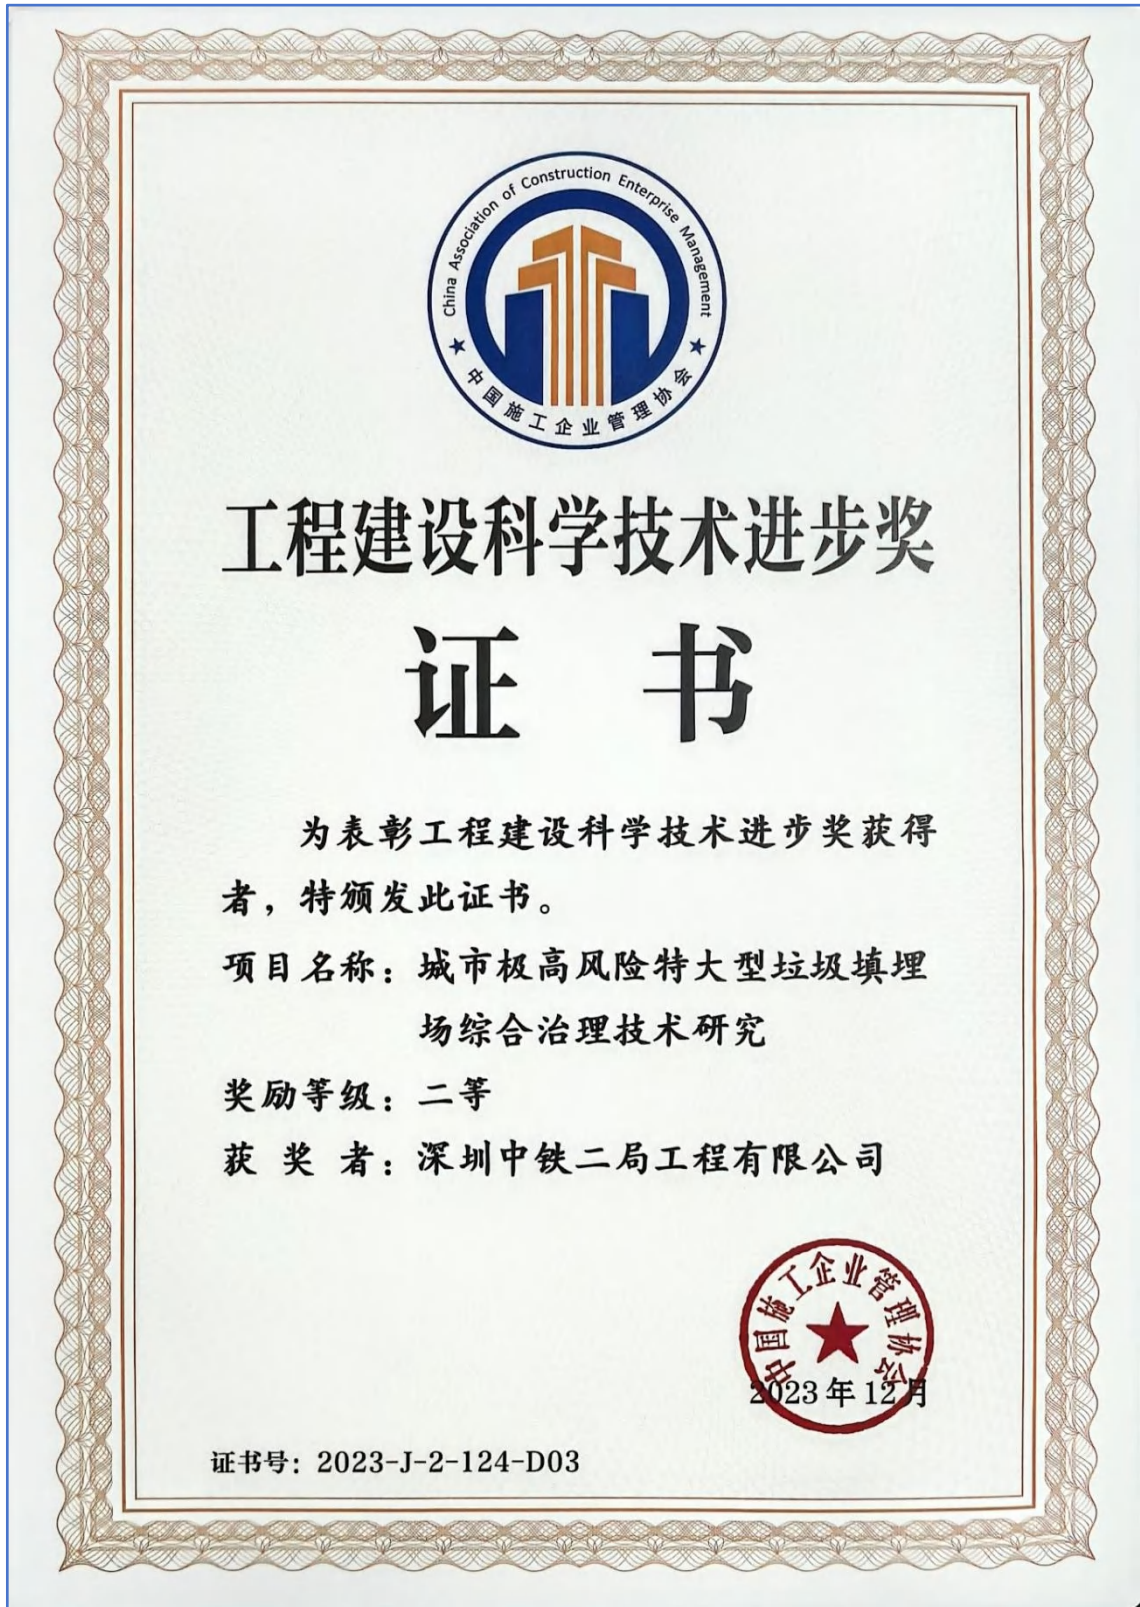 China Association of Construction Enterprise Management
中国施工企业管理协会
工程建设科学技术进步奖
证 书
为表彰工程建设科学技术进步奖获得
者，特颁发此证书。
项目名称：城市极高风险特大型垃圾填埋
场综合治理技术研究
奖励等级：二等
获 奖 者：深圳中铁二局工程有限公司
中国施工企业管理协会
2023年12月
证书号：2023-J-2-124-D03